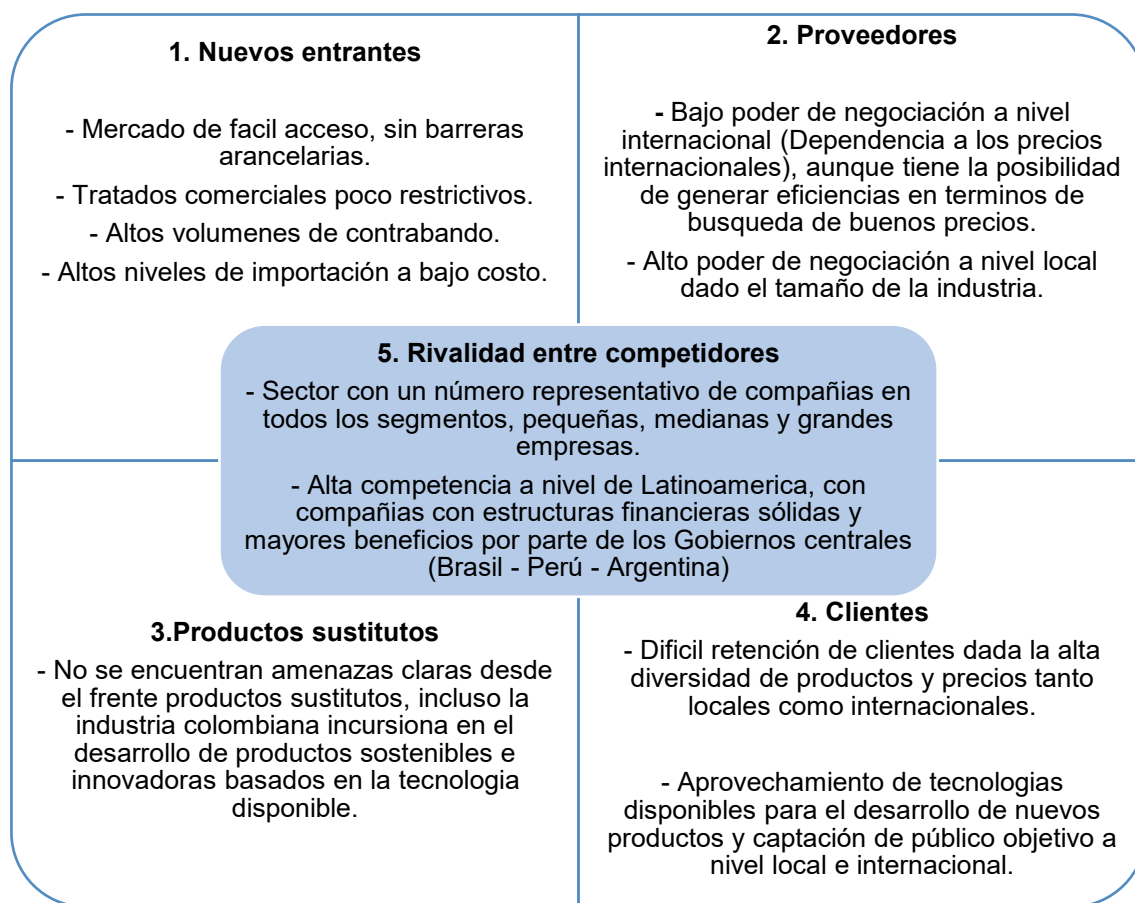 1. Nuevos entrantes
- Mercado de facil acceso, sin barreras
arancelarias.
- Tratados comerciales poco restrictivos.
- Altos volumenes de contrabando.
- Altos niveles de importación a bajo costo.
2. Proveedores
- Bajo poder de negociación a nivel
internacional (Dependencia a los precios
internacionales), aunque tiene la posibilidad
de generar eficiencias en terminos de
busqueda de buenos precios.
- Alto poder de negociación a nivel local
dado el tamaño de la industria.
5. Rivalidad entre competidores
- Sector con un número representativo de compañias en
todos los segmentos, pequeñas, medianas y grandes
empresas.
- Alta competencia a nivel de Latinoamerica, con
compañias con estructuras financieras sólidas y
mayores beneficios por parte de los Gobiernos centrales
(Brasil - Perú - Argentina)
3.Productos sustitutos
- No se encuentran amenazas claras desde
el frente productos sustitutos, incluso la
industria colombiana incursiona en el
desarrollo de productos sostenibles e
innovadoras basados en la tecnologia
disponible.
4. Clientes
- Dificil retención de clientes dada la alta
diversidad de productos y precios tanto
locales como internacionales.
- Aprovechamiento de tecnologias
disponibles para el desarrollo de nuevos
productos y captación de público objetivo a
nivel local e internacional.